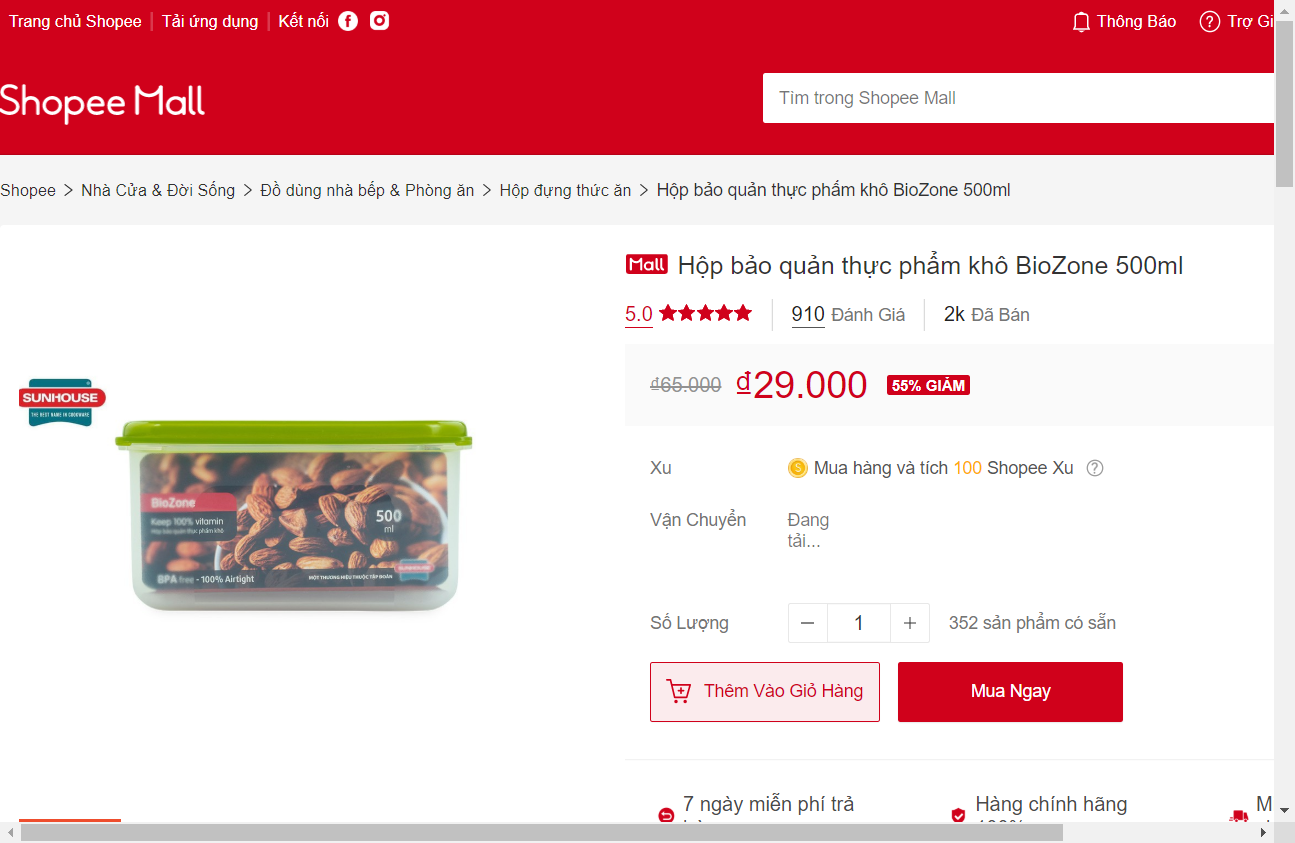 Trang chủ Shopee Tải ứng dụng Kết nối Thông Báo Trợ Gi
Shopee Mall
Tìm trong Shopee Mall
Shopee > Nhà Cửa & Đời Sống > Đồ dùng nhà bếp & Phòng ăn > Hộp đựng thức ăn > Hộp bảo quản thực phẩm khô BioZone 500ml
Mall Hộp bảo quản thực phẩm khô BioZone 500ml
5.0 910 Đánh Giá 2k Đã Bán
₫65.000 ₫29.000 55% GIẢM
SUNHOUSE
THE BEST NAME IN COOKWARE
BioZone
Keep 100% vitamin
Hộp bảo quản thực phẩm khô
500
ml
BPA free - 100% Airtight
MỘT THƯƠNG HIỆU THUỘC TẬP ĐOÀN
SUNHOUSE
Xu Mua hàng và tích 100 Shopee Xu
Vận Chuyển Đang
tải...
Số Lượng 1 352 sản phẩm có sẵn
Thêm Vào Giỏ Hàng Mua Ngay
7 ngày miễn phí trả Hàng chính hãng M